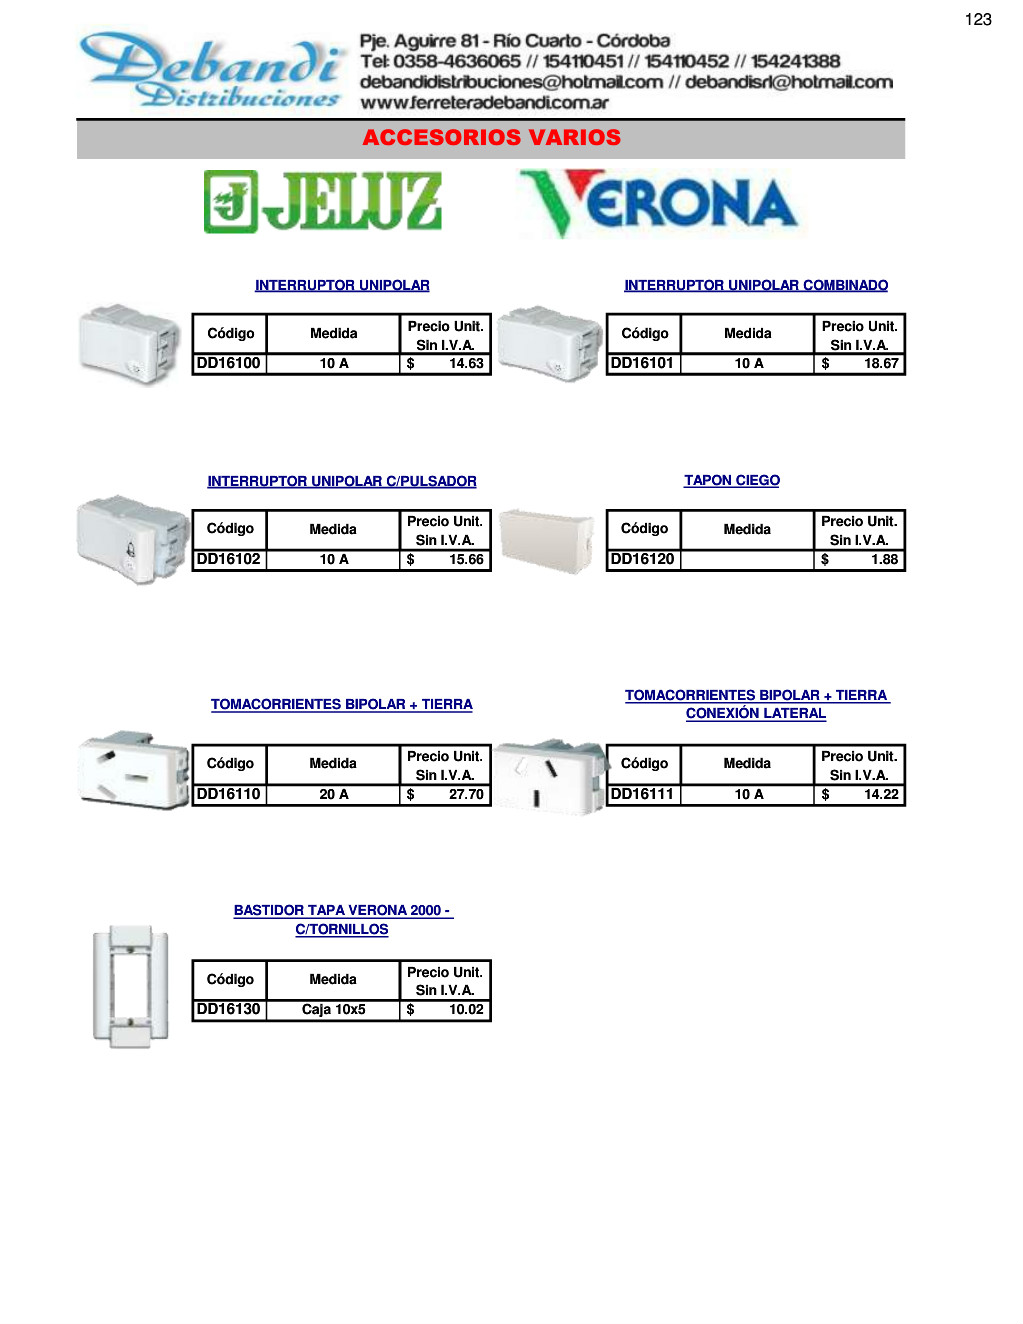 123
Debandi
Distribuciones
Pje. Aguirre 81 - Río Cuarto - Córdoba
Tel: 0358-4636065 // 154110451 // 154110452 // 154241388
debandidistribuciones@hotmail.com // debandisrl@hotmail.com
www.ferreteradebandi.com.ar
ACCESORIOS VARIOS
JELUZ
VERONA
INTERRUPTOR UNIPOLAR
Código Medida Precio Unit. Sin I.V.A.
DD16100 10 A $ 14.63
INTERRUPTOR UNIPOLAR COMBINADO
Código Medida Precio Unit. Sin I.V.A.
DD16101 10 A $ 18.67
INTERRUPTOR UNIPOLAR C/PULSADOR
Código Medida Precio Unit. Sin I.V.A.
DD16102 10 A $ 15.66
TAPON CIEGO
Código Medida Precio Unit. Sin I.V.A.
DD16120 $ 1.88
TOMACORRIENTES BIPOLAR + TIERRA
Código Medida Precio Unit. Sin I.V.A.
DD16110 20 A $ 27.70
TOMACORRIENTES BIPOLAR + TIERRA
CONEXIÓN LATERAL
Código Medida Precio Unit. Sin I.V.A.
DD16111 10 A $ 14.22
BASTIDOR TAPA VERONA 2000 -
C/TORNILLOS
Código Medida Precio Unit. Sin I.V.A.
DD16130 Caja 10x5 $ 10.02